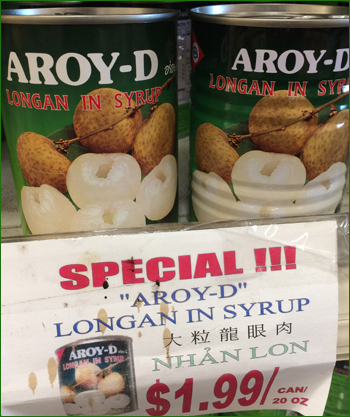 AROY-D
LONGAN IN SYRUP
AROY-D
LONGAN IN SYR
SPECIAL !!!
"AROY-D"
LONGAN IN SYRUP
大粒龍眼肉
NHÃN LON
AROY-D
LONGAN IN SYRUP
$1.99/ CAN/
20 OZ